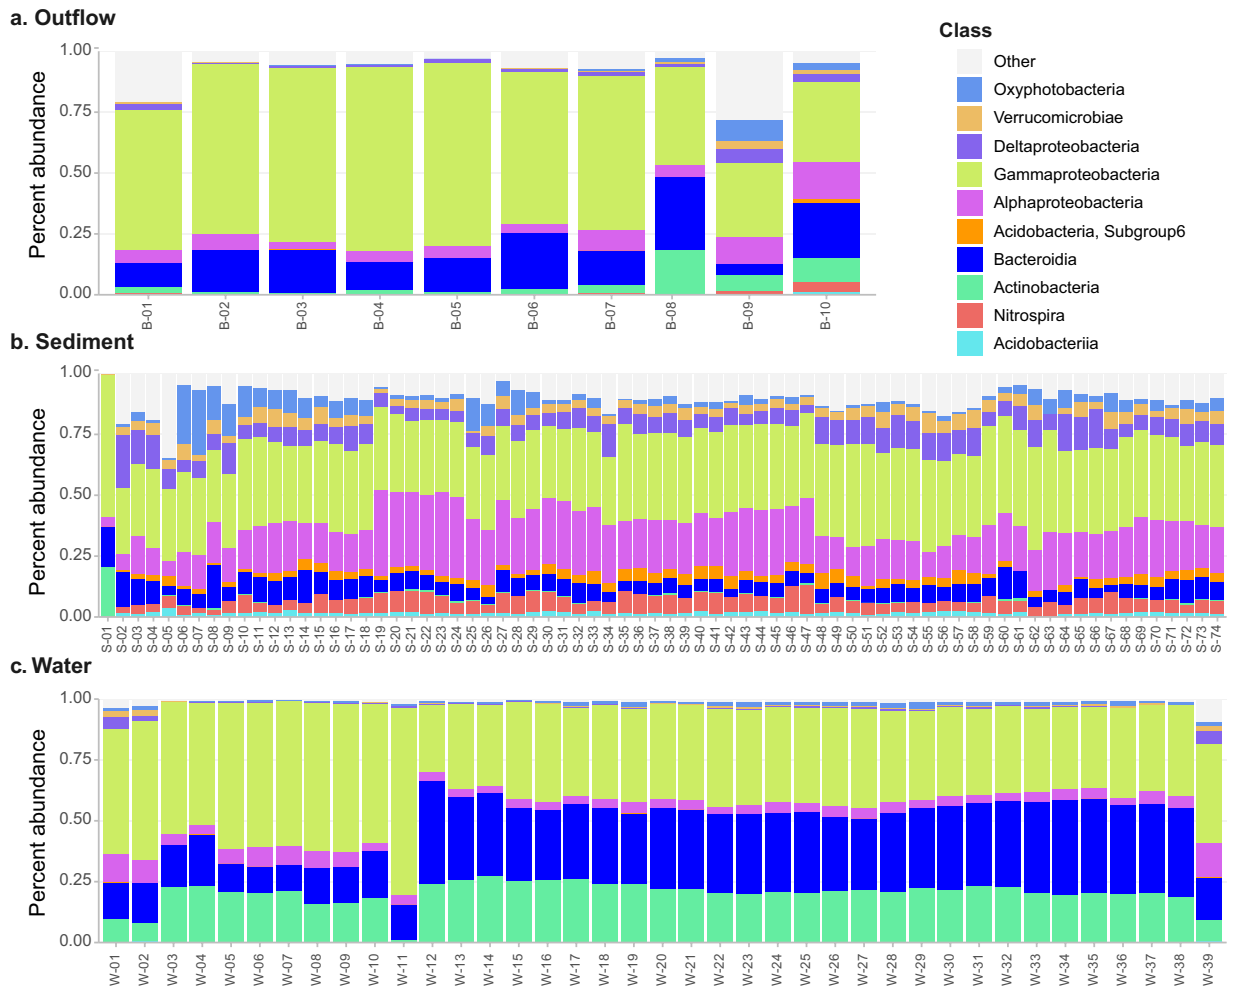 a. Outflow
Percent abundance
1.00
0.75
0.50
0.25
0.00
B-01 B-02 B-03 B-04 B-05 B-06 B-07 B-08 B-09 B-10
Class
Other
Oxyphotobacteria
Verrucomicrobiae
Deltaproteobacteria
Gammaproteobacteria
Alphaproteobacteria
Acidobacteria, Subgroup6
Bacteroidia
Actinobacteria
Nitrospira
Acidobacteriia
b. Sediment
Percent abundance
1.00
0.75
0.50
0.25
0.00
S-01 S-02 S-03 S-04 S-05 S-06 S-07 S-08 S-09 S-10 S-11 S-12 S-13 S-14 S-15 S-16 S-17 S-18 S-19 S-20 S-21 S-22 S-23 S-24 S-25 S-26 S-27 S-28 S-29 S-30 S-31 S-32 S-33 S-34 S-35 S-36 S-37 S-38 S-39 S-40 S-41 S-42 S-43 S-44 S-45 S-46 S-47 S-48 S-49 S-50 S-51 S-52 S-53 S-54 S-55 S-56 S-57 S-58 S-59 S-60 S-61 S-62 S-63 S-64 S-65 S-66 S-67 S-68 S-69 S-70 S-71 S-72 S-73 S-74
c. Water
Percent abundance
1.00
0.75
0.50
0.25
0.00
W-01 W-02 W-03 W-04 W-05 W-06 W-07 W-08 W-09 W-10 W-11 W-12 W-13 W-14 W-15 W-16 W-17 W-18 W-19 W-20 W-21 W-22 W-23 W-24 W-25 W-26 W-27 W-28 W-29 W-30 W-31 W-32 W-33 W-34 W-35 W-36 W-37 W-38 W-39